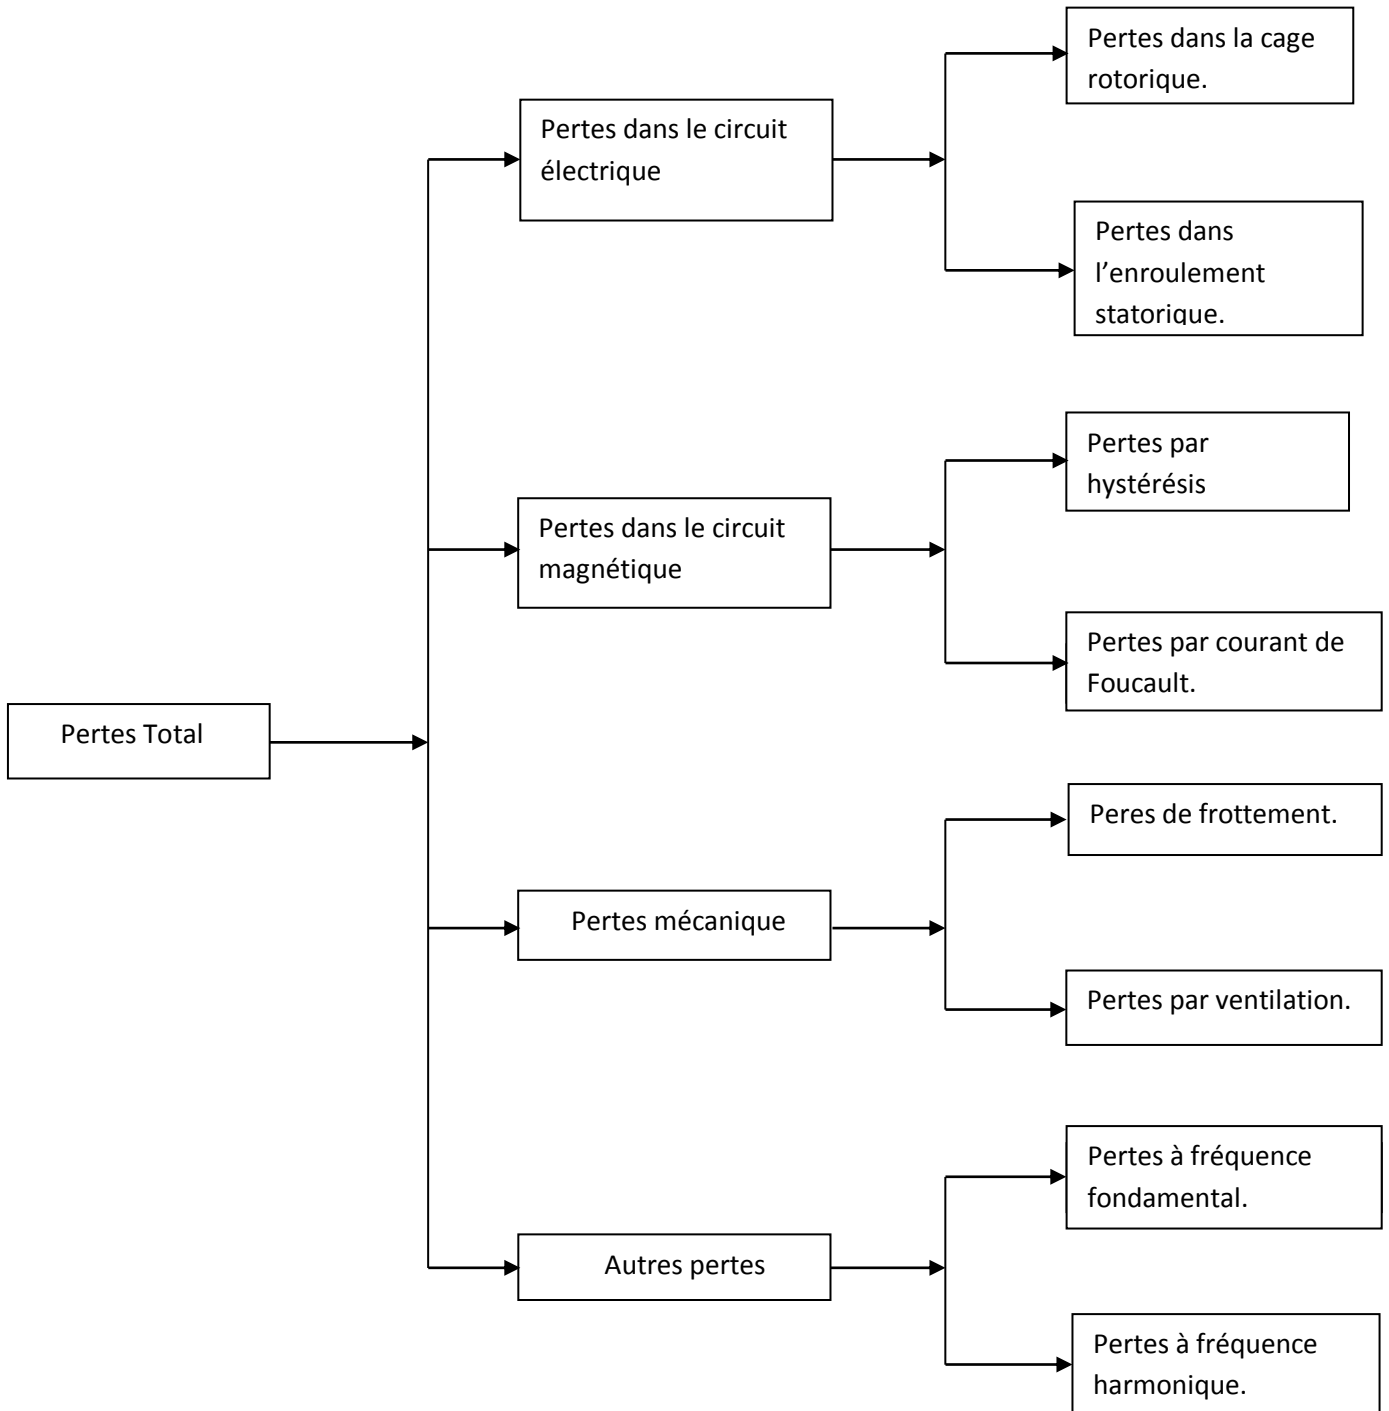 Pertes dans la cage
rotorique.
Pertes dans le circuit
électrique
Pertes dans
l’enroulement
statorique.
Pertes par
hystérésis
Pertes dans le circuit
magnétique
Pertes par courant de
Foucault.
Pertes Total
Peres de frottement.
Pertes mécanique
Pertes par ventilation.
Pertes à fréquence
fondamental.
Autres pertes
Pertes à fréquence
harmonique.